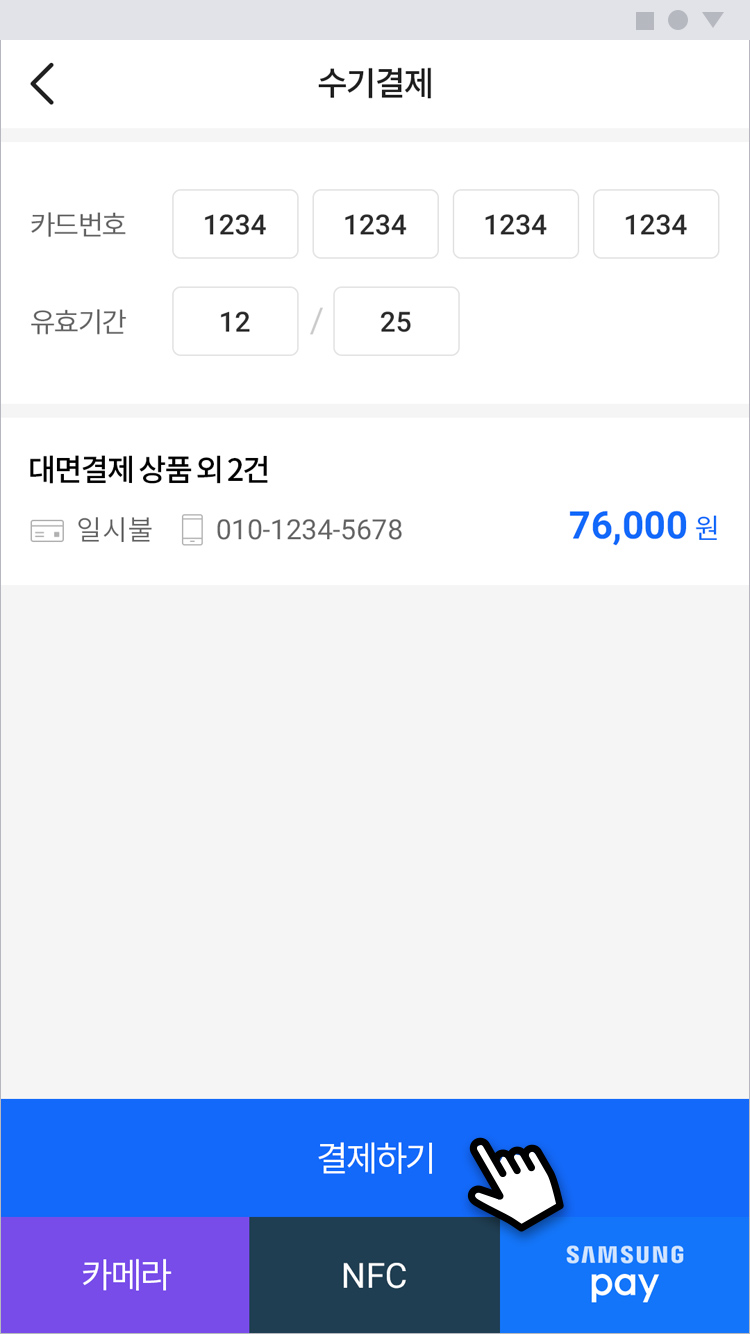 수기결제
카드번호 1234 1234 1234 1234
유효기간 12 / 25
대면결제 상품 외 2건
일시불 010-1234-5678 76,000 원
결제하기
카메라 NFC SAMSUNG pay